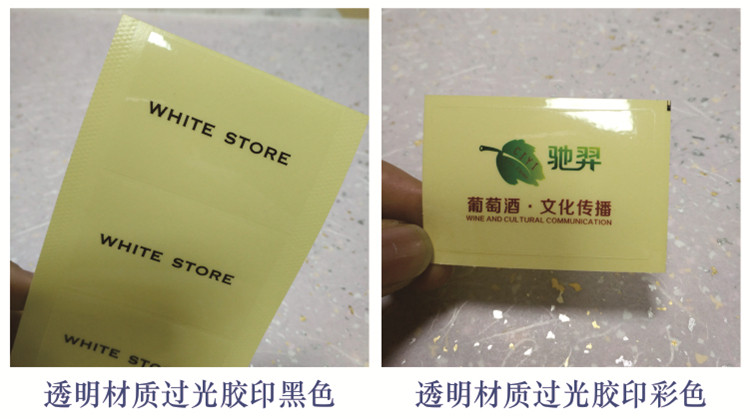 WHITE STORE
WHITE STORE
WHITE STO
驰羿
葡萄酒·文化传播
WINE AND CULTURAL COMMUNICATION
透明材质过光胶印黑色
透明材质过光胶印彩色